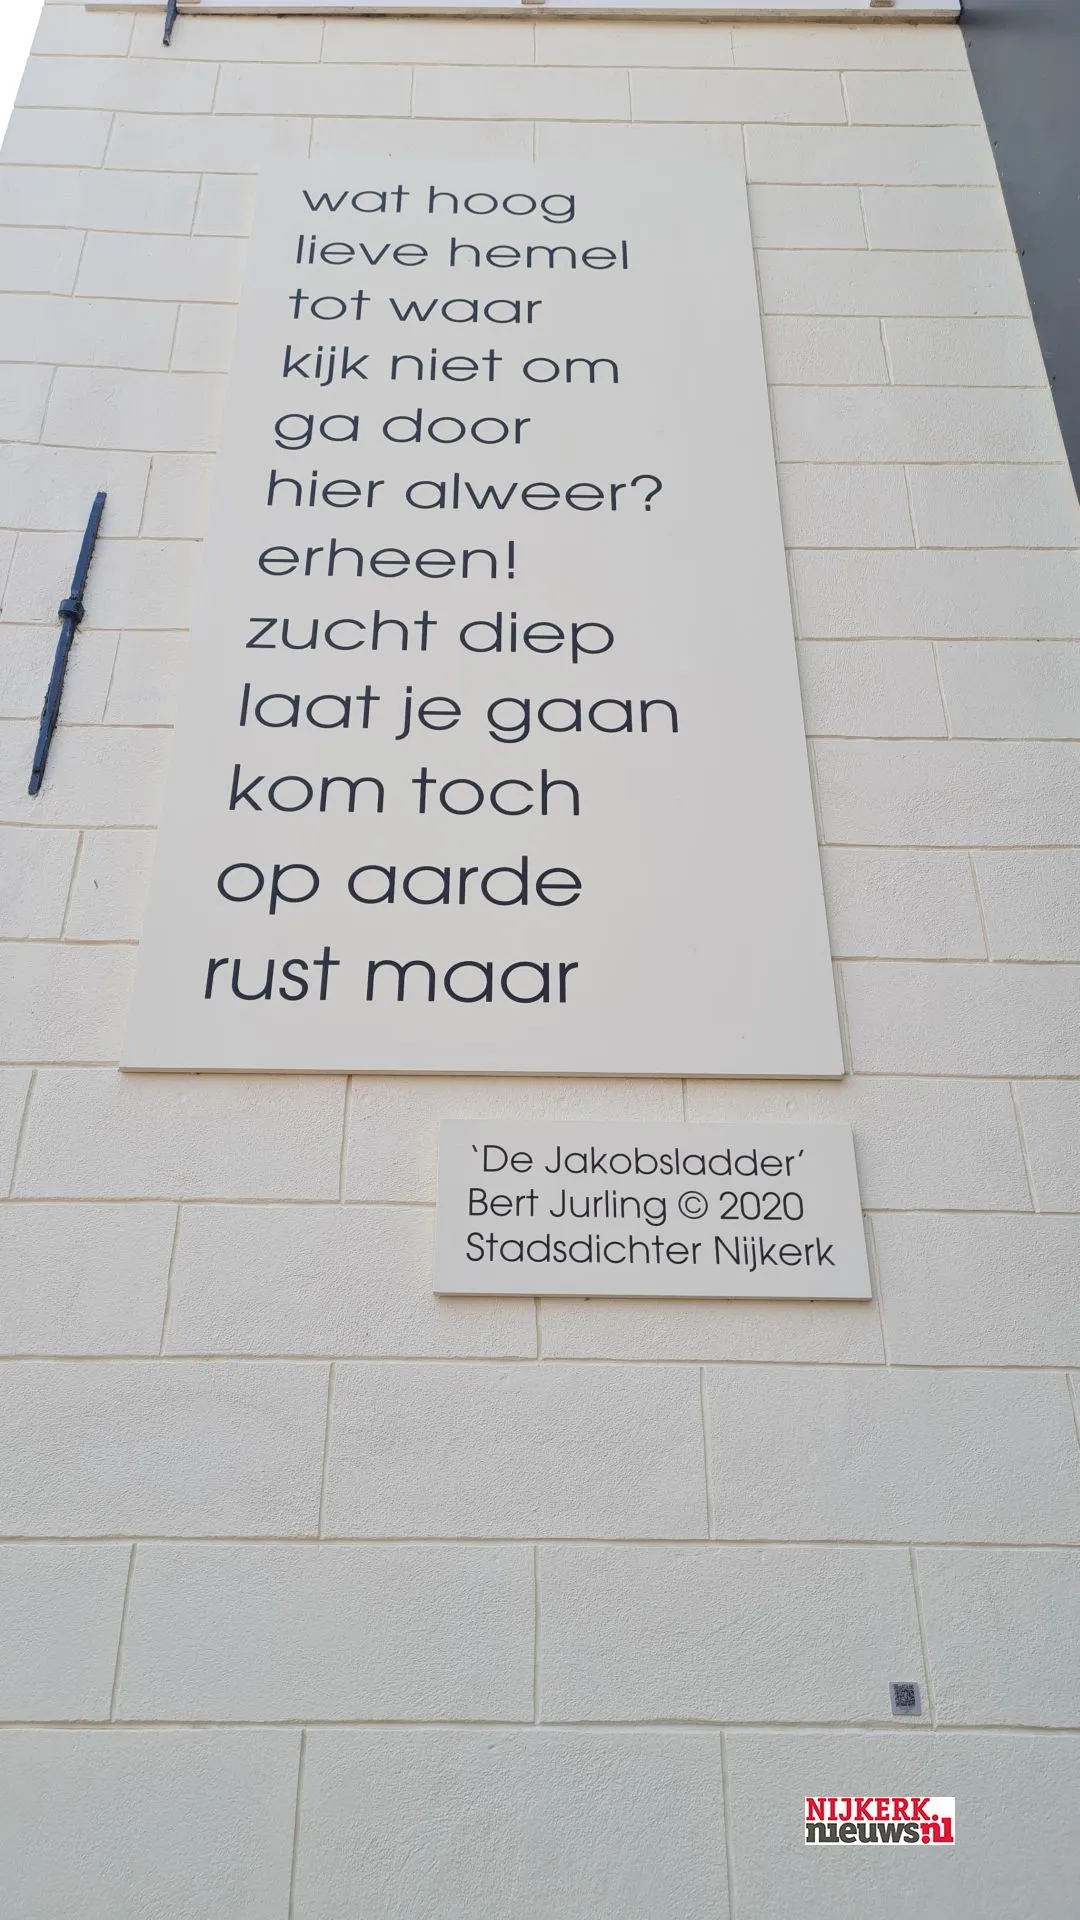 wat hoog
lieve hemel
tot waar
kijk niet om
ga door
hier alweer?
erheen!
zucht diep
laat je gaan
kom toch
op aarde
rust maar
‘De Jakobsladder’
Bert Jurling © 2020
Stadsdichter Nijkerk
NIJKERK
nieuws.nl